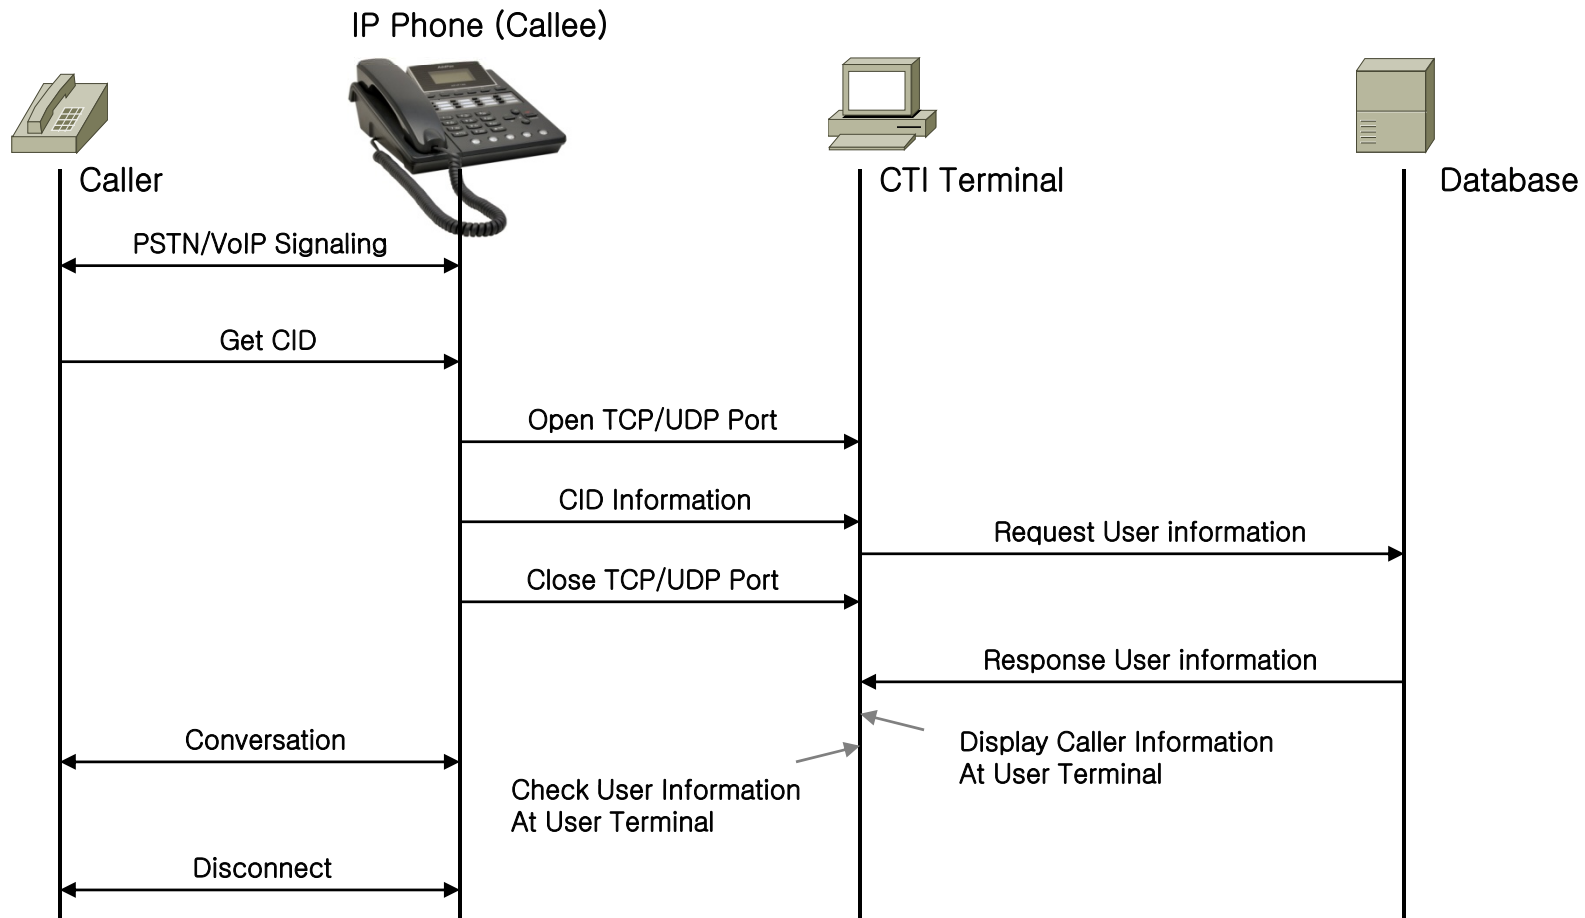 IP Phone (Callee)
Caller
CTI Terminal
Database
PSTN/VoIP Signaling
Get CID
Open TCP/UDP Port
CID Information
Request User information
Close TCP/UDP Port
Response User information
Conversation
Display Caller Information
At User Terminal
Check User Information
At User Terminal
Disconnect